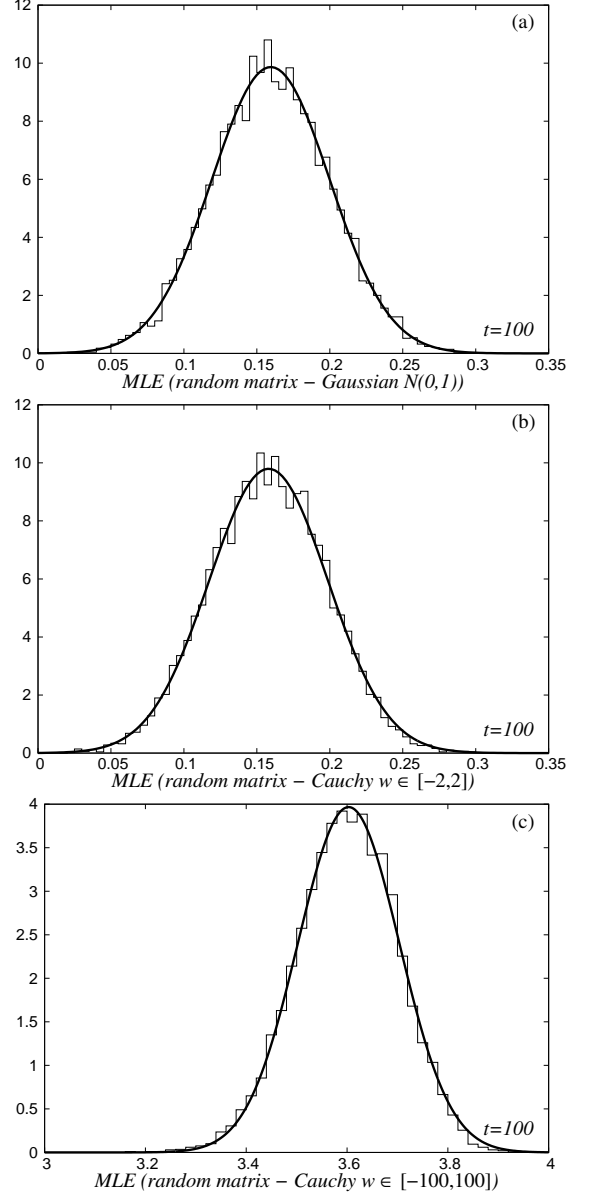 12
10
8
6
4
2
0
(a)
t=100
0 0.05 0.1 0.15 0.2 0.25 0.3 0.35
MLE (random matrix − Gaussian N(0,1))
12
10
8
6
4
2
0
(b)
t=100
0 0.05 0.1 0.15 0.2 0.25 0.3 0.35
MLE (random matrix − Cauchy w ∈ [−2,2])
4
3.5
3
2.5
2
1.5
1
0.5
0
(c)
t=100
3 3.2 3.4 3.6 3.8 4
MLE (random matrix − Cauchy w ∈ [−100,100])